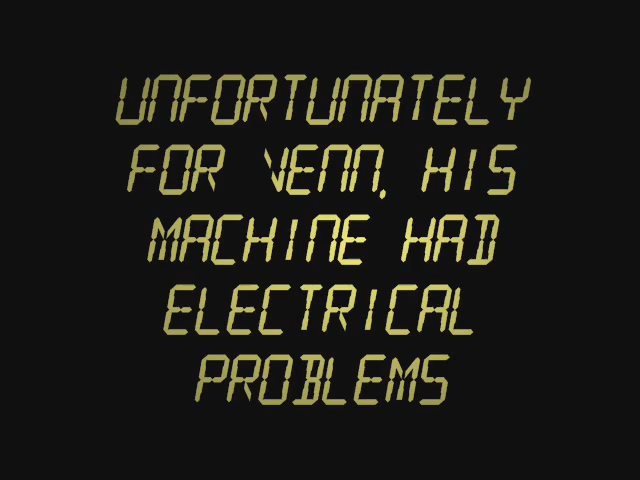 UNFORTUNATELY
FOR VENN, HIS
MACHINE HAD
ELECTRICAL
PROBLEMS